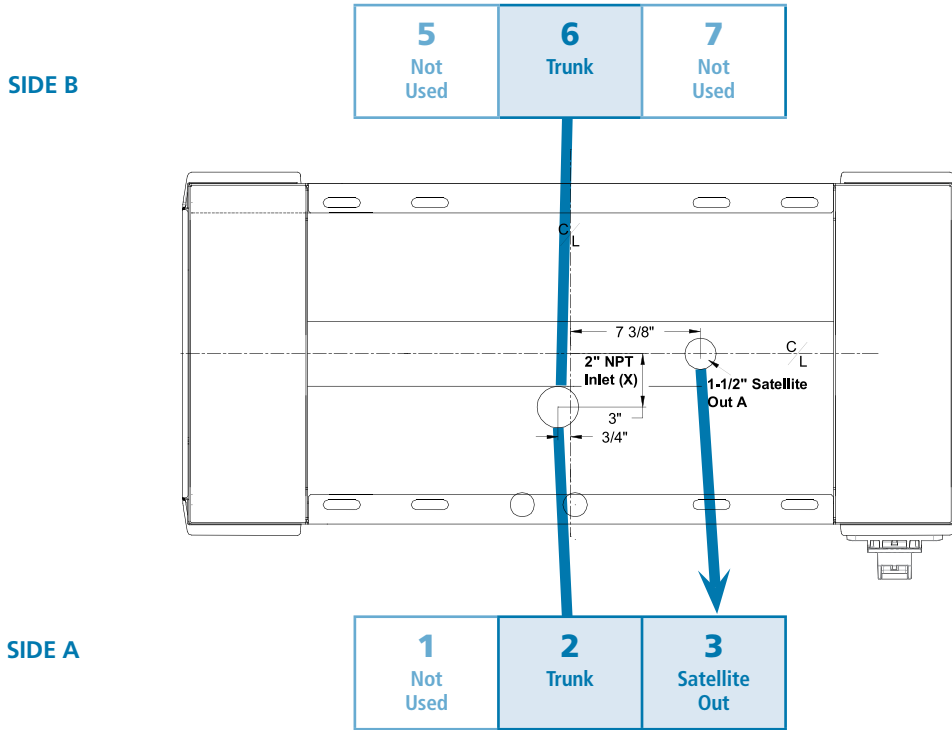 5
Not
Used
6
Trunk
7
Not
Used
SIDE B
C
L
7 3/8"
C
L
2" NPT
Inlet (X)
1-1/2" Satellite
Out A
3"
3/4"
SIDE A
1
Not
Used
2
Trunk
3
Satellite
Out